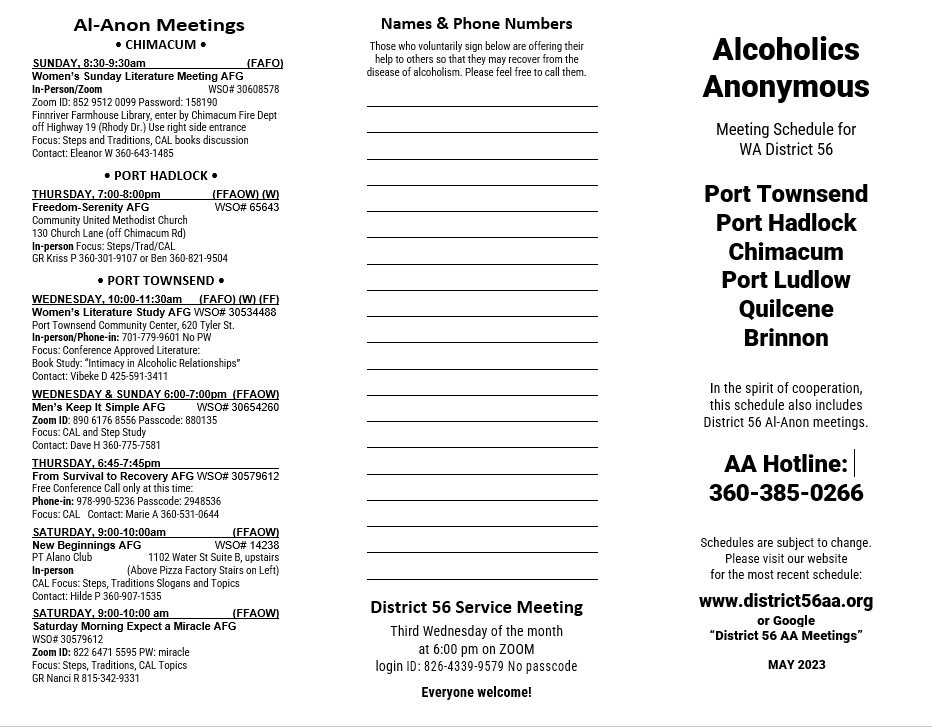 Al-Anon Meetings
• CHIMACUM •
SUNDAY, 8:30-9:30am (FAFO)
Women's Sunday Literature Meeting AFG
In-Person/Zoom WSO# 30608578
Zoom ID: 852 9512 0099 Password: 158190
Finnriver Farmhouse Library, enter by Chimacum Fire Dept
off Highway 19 (Rhody Dr.) Use right side entrance
Focus: Steps and Traditions, CAL books discussion
Contact: Eleanor W 360-643-1485
• PORT HADLOCK •
THURSDAY, 7:00-8:00pm (FFAOW) (W)
Freedom-Serenity AFG WSO# 65643
Community United Methodist Church
130 Church Lane (off Chimacum Rd)
In-person Focus: Steps/Trad/CAL
GR Kriss P 360-301-9107 or Ben 360-821-9504
• PORT TOWNSEND •
WEDNESDAY, 10:00-11:30am (FAFO) (W) (FF)
Women's Literature Study AFG WSO# 30534488
Port Townsend Community Center, 620 Tyler St.
In-person/Phone-in: 701-779-9601 No PW
Focus: Conference Approved Literature:
Book Study: "Intimacy in Alcoholic Relationships"
Contact: Vibeke D 425-591-3411
WEDNESDAY & SUNDAY 6:00-7:00pm (FFAOW)
Men's Keep It Simple AFG WSO# 30654260
Zoom ID: 890 6176 8556 Passcode: 880135
Focus: CAL and Step Study
Contact: Dave H 360-775-7581
THURSDAY, 6:45-7:45pm
From Survival to Recovery AFG WSO# 30579612
Free Conference Call only at this time:
Phone-in: 978-990-5236 Passcode: 2948536
Focus: CAL Contact: Marie A 360-531-0644
SATURDAY, 9:00-10:00am (FFAOW)
New Beginnings AFG WSO# 14238
PT Alano Club 1102 Water St Suite B, upstairs
In-person (Above Pizza Factory Stairs on Left)
CAL Focus: Steps, Traditions Slogans and Topics
Contact: Hilde P 360-907-1535
SATURDAY, 9:00-10:00 am (FFAOW)
Saturday Morning Expect a Miracle AFG
WSO# 30579612
Zoom ID: 822 6471 5595 PW: miracle
Focus: Steps, Traditions, CAL Topics
GR Nanci R 815-342-9331
Names & Phone Numbers
Those who voluntarily sign below are offering their
help to others so that they may recover from the
disease of alcoholism. Please feel free to call them.
District 56 Service Meeting
Third Wednesday of the month
at 6:00 pm on ZOOM
login ID: 826-4339-9579 No passcode
Everyone welcome!
Alcoholics
Anonymous
Meeting Schedule for
WA District 56
Port Townsend
Port Hadlock
Chimacum
Port Ludlow
Quilcene
Brinnon
In the spirit of cooperation,
this schedule also includes
District 56 Al-Anon meetings.
AA Hotline:
360-385-0266
Schedules are subject to change.
Please visit our website
for the most recent schedule:
www.district56aa.org
or Google
"District 56 AA Meetings"
MAY 2023